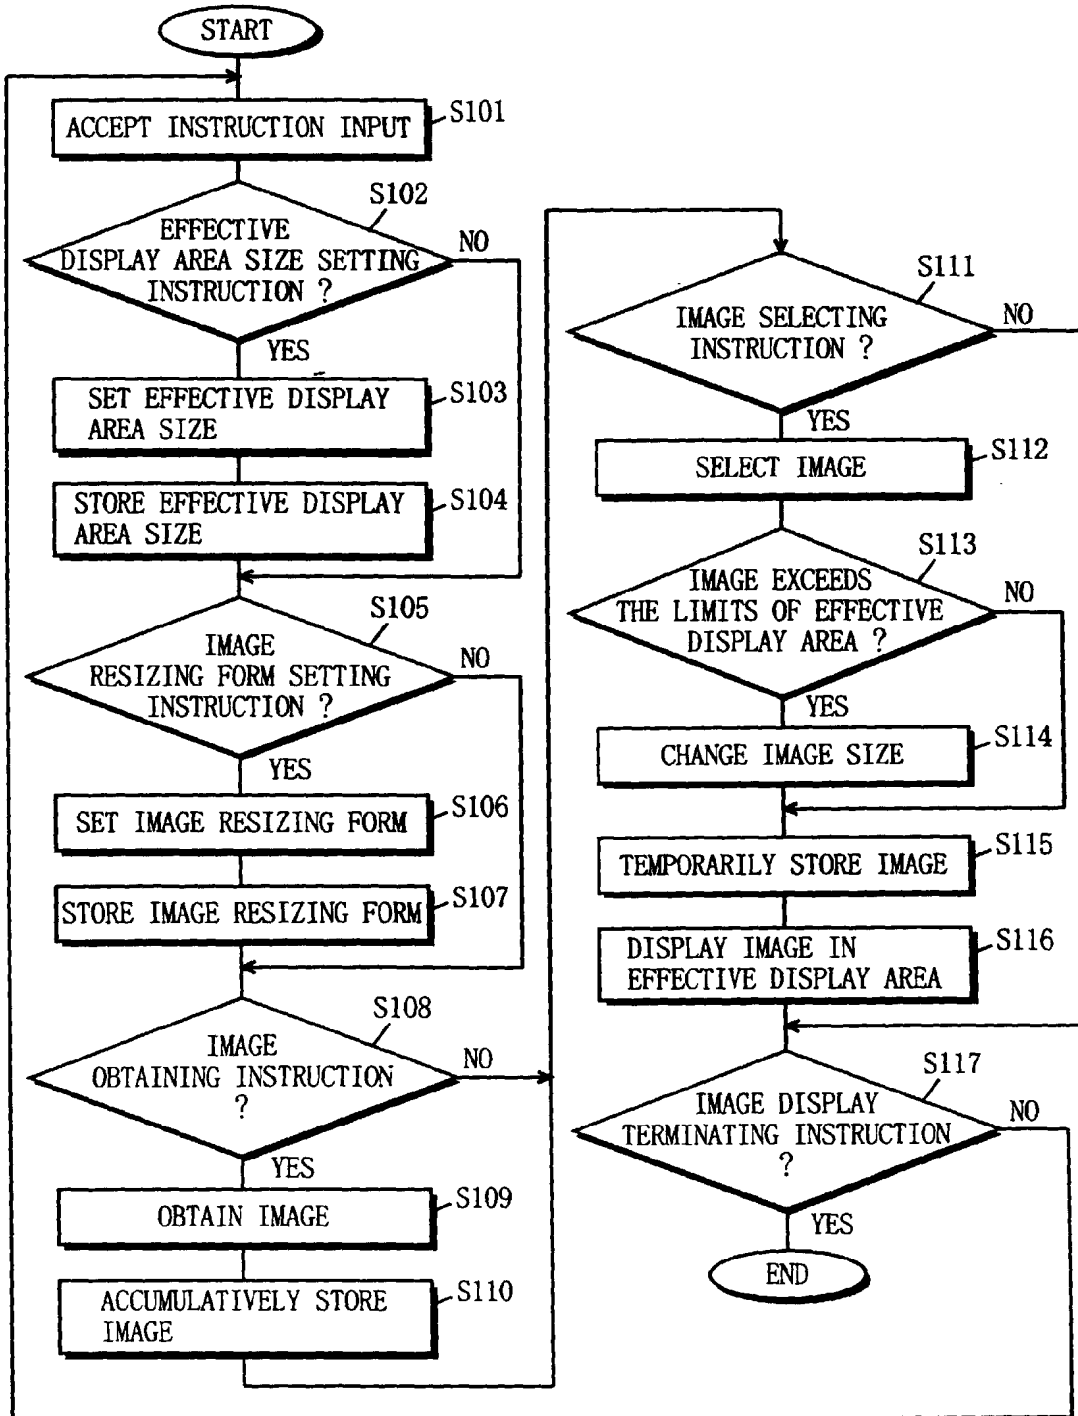 START
ACCEPT INSTRUCTION INPUT
S101
S102
EFFECTIVE
DISPLAY AREA SIZE SETTING
INSTRUCTION ?
NO
YES
SET EFFECTIVE DISPLAY
AREA SIZE
S103
STORE EFFECTIVE DISPLAY
AREA SIZE
S104
S105
IMAGE
RESIZING FORM SETTING
INSTRUCTION ?
NO
YES
SET IMAGE RESIZING FORM
S106
STORE IMAGE RESIZING FORM
S107
S108
IMAGE
OBTAINING INSTRUCTION
?
NO
YES
OBTAIN IMAGE
S109
ACCUMULATIVELY STORE
IMAGE
S110
S111
IMAGE SELECTING
INSTRUCTION ?
NO
YES
SELECT IMAGE
S112
S113
IMAGE EXCEEDS
THE LIMITS OF EFFECTIVE
DISPLAY AREA ?
NO
YES
CHANGE IMAGE SIZE
S114
TEMPORARILY STORE IMAGE
S115
DISPLAY IMAGE IN
EFFECTIVE DISPLAY AREA
S116
S117
IMAGE DISPLAY
TERMINATING INSTRUCTION
?
NO
YES
END